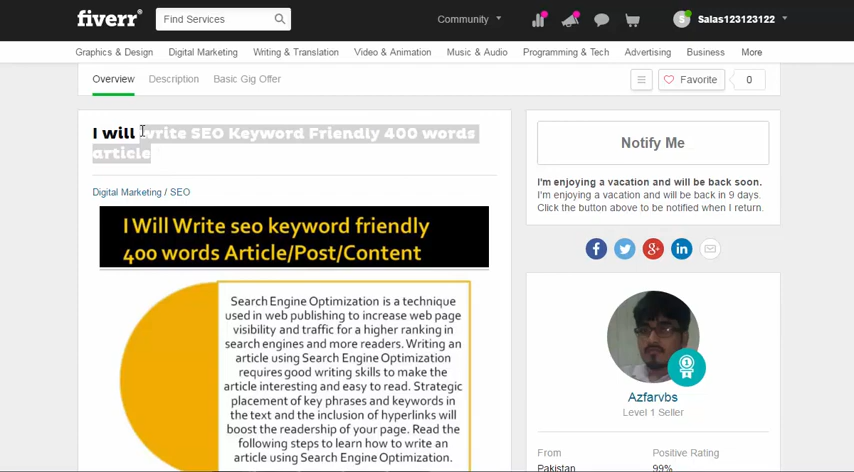 fiverr®
Find Services
Community
S
Salas123123122
Graphics & Design
Digital Marketing
Writing & Translation
Video & Animation
Music & Audio
Programming & Tech
Advertising
Business
More
Overview
Description
Basic Gig Offer
Favorite
0
I will write SEO Keyword Friendly 400 words
article
Digital Marketing / SEO
I Will Write seo keyword friendly
400 words Article/Post/Content
Search Engine Optimization is a technique
used in web publishing to increase web page
visibility and traffic for a higher ranking in
search engines and more readers. Writing an
article using Search Engine Optimization
requires good writing skills to make the
article interesting and easy to read. Strategic
placement of key phrases and keywords in
the text and the inclusion of hyperlinks will
boost the readership of your page. Read the
following steps to learn how to write an
article using Search Engine Optimization.
Notify Me
I'm enjoying a vacation and will be back soon.
I'm enjoying a vacation and will be back in 9 days.
Click the button above to be notified when I return.
1
Azfarvbs
Level 1 Seller
From
Positive Rating
Pakistan
99%